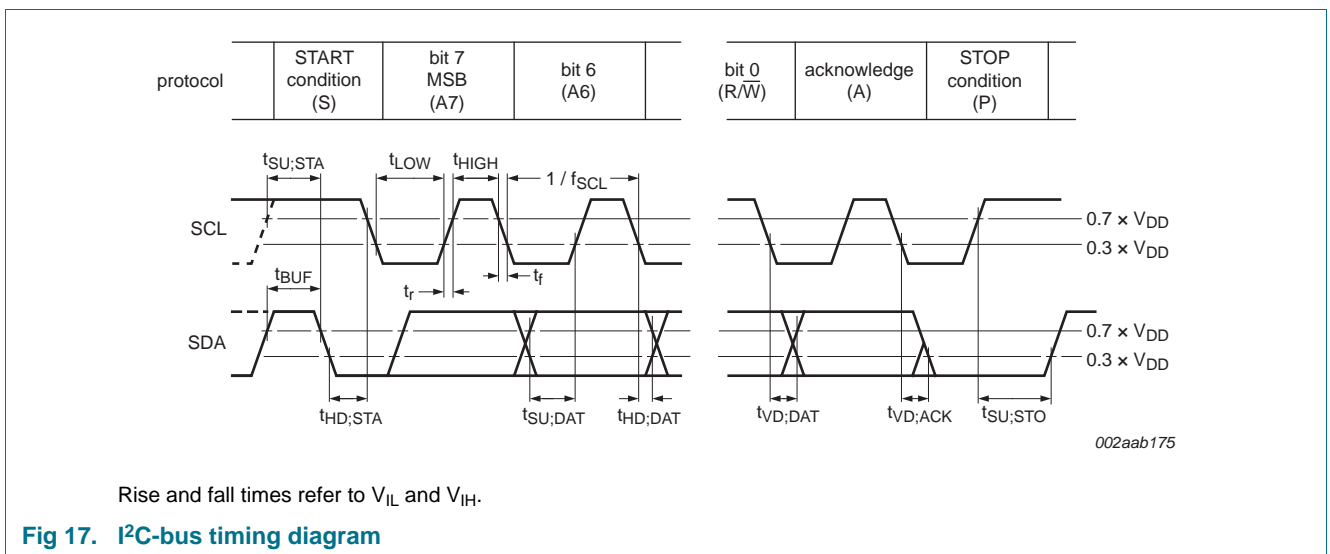 protocol
START
condition
(S)
bit 7
MSB
(A7)
bit 6
(A6)
bit 0
(R/W̅)
acknowledge
(A)
STOP
condition
(P)
tSU;STA
tLOW
tHIGH
1 / fSCL
SCL
0.7 × VDD
0.3 × VDD
tBUF
tr
tf
SDA
0.7 × VDD
0.3 × VDD
tHD;STA
tSU;DAT
tHD;DAT
tVD;DAT
tVD;ACK
tSU;STO
002aab175
Rise and fall times refer to VIL and VIH.
Fig 17. I²C-bus timing diagram